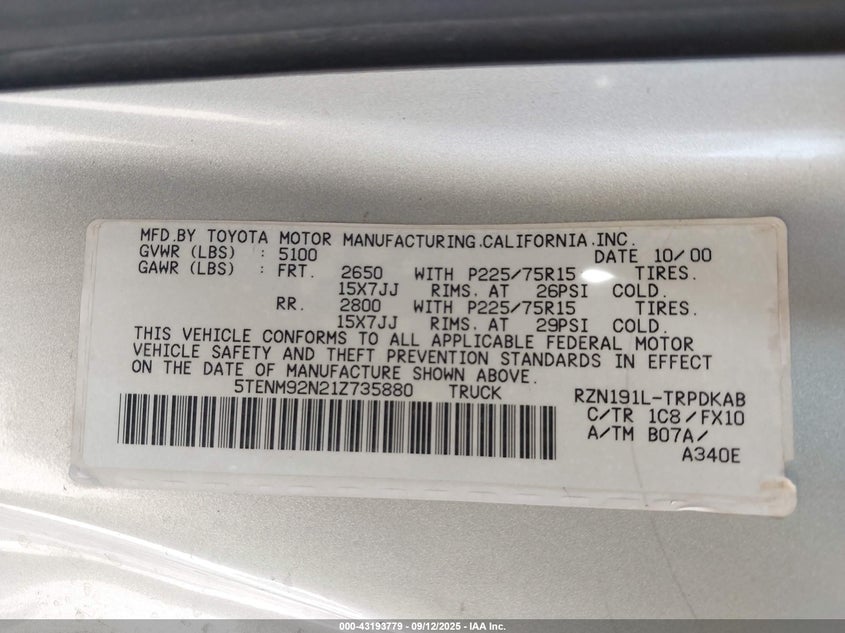 MFD.BY TOYOTA MOTOR MANUFACTURING.CALIFORNIA.INC.
GVWR (LBS) : 5100 DATE 10/00
GAWR (LBS) : FRT. 2650 WITH P225/75R15 TIRES.
15X7JJ RIMS. AT 26PSI COLD.
RR. 2800 WITH P225/75R15 TIRES.
15X7JJ RIMS. AT 29PSI COLD.
THIS VEHICLE CONFORMS TO ALL APPLICABLE FEDERAL MOTOR
VEHICLE SAFETY AND THEFT PREVENTION STANDARDS IN EFFECT
ON THE DATE OF MANUFACTURE SHOWN ABOVE.
5TENM92N21Z735880 TRUCK RZN191L-TRPDKAB
C/TR 1C8/FX10
A/TM B07A/
A340E
000-43193779 - 09/12/2025 - IAA Inc.